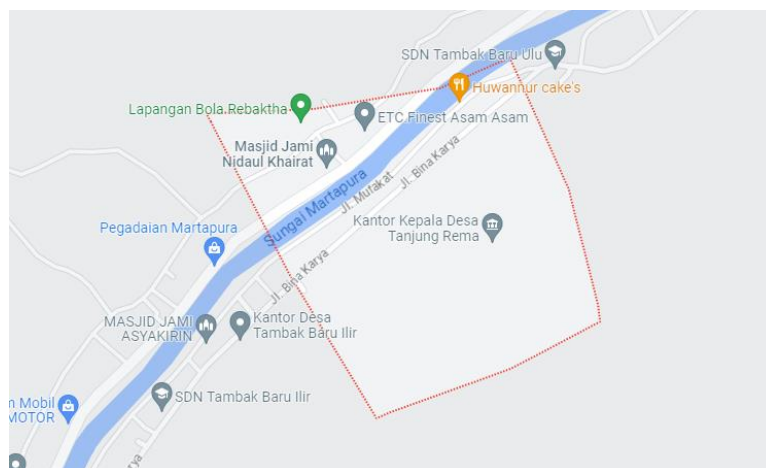 SDN Tambak Baru Ulu
Huwannur cake's
Lapangan Bola Rebaktha
ETC.Finest Asam Asam
Masjid Jami
Nidaul Khairat
Jl. Bina Karya
Jl. Mufakat
Sungai Martapura
Kantor Kepala Desa
Tanjung Rema
Pegadaian Martapura
Jl. Bina Karya
MASJID JAMI
ASYAKIRIN
Kantor Desa
Tambak Baru Ilir
SDN Tambak Baru Ilir
Mobil
MOTOR